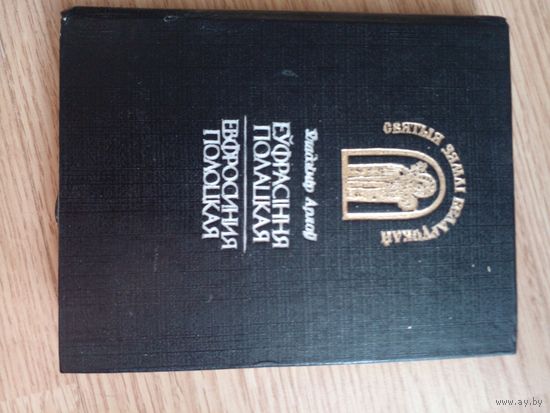 СВЯТЫЯ ЗЯМЛІ БЕЛАРУСКАЙ
Уладзімір Арлоў
ЕЎФРАСІННЯ
ПОЛАЦКАЯ
ЕВФРОСИНИЯ
ПОЛОЦКАЯ
www.ay.by